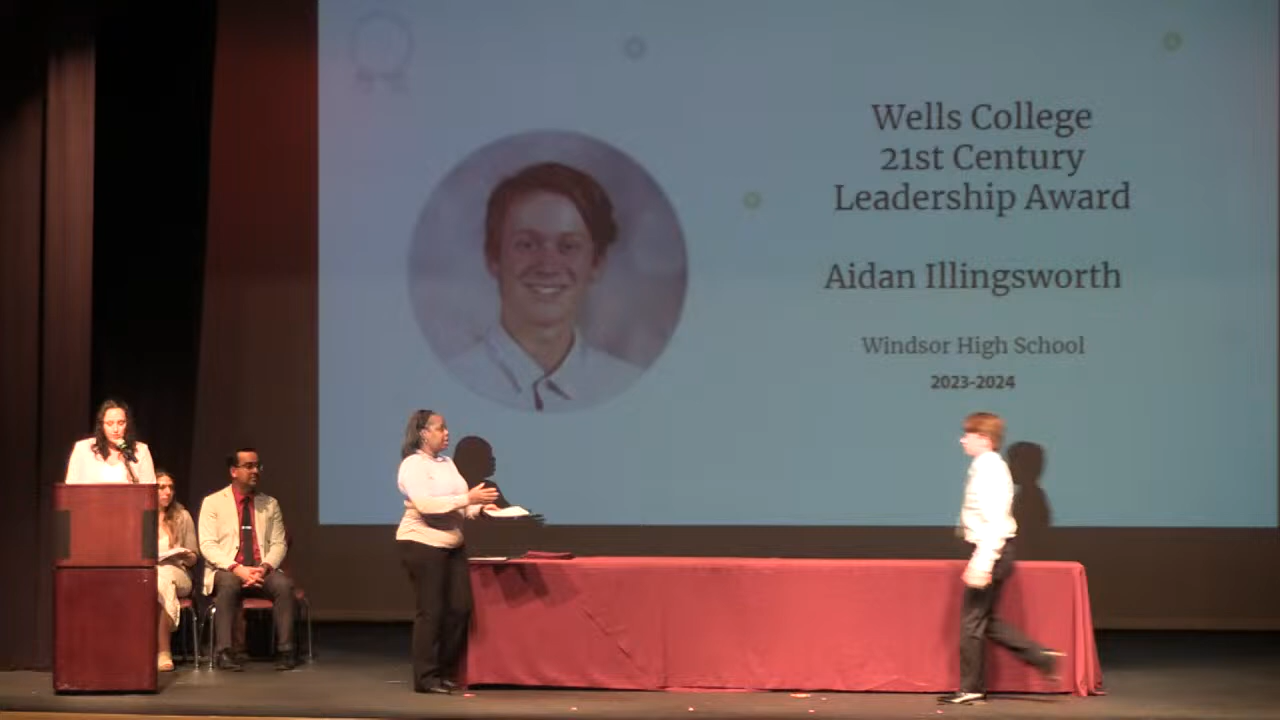 Wells College
21st Century
Leadership Award
Aidan Illingsworth
Windsor High School
2023-2024